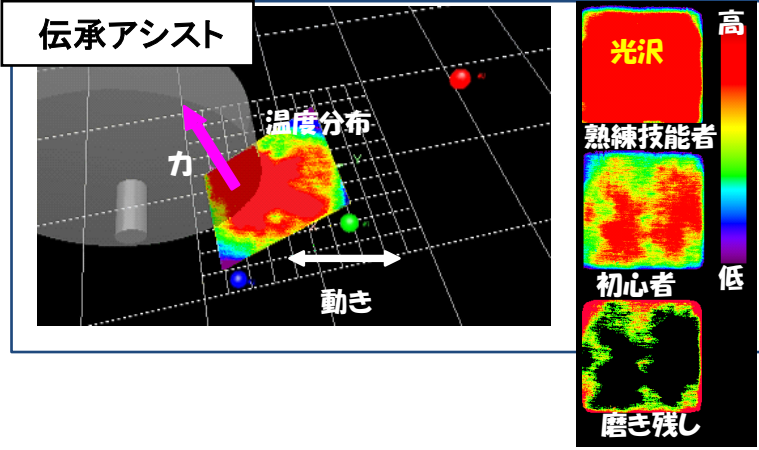 伝承アシスト
温度分布
力
動き
光沢
高
熟練技能者
初心者
低
磨き残し